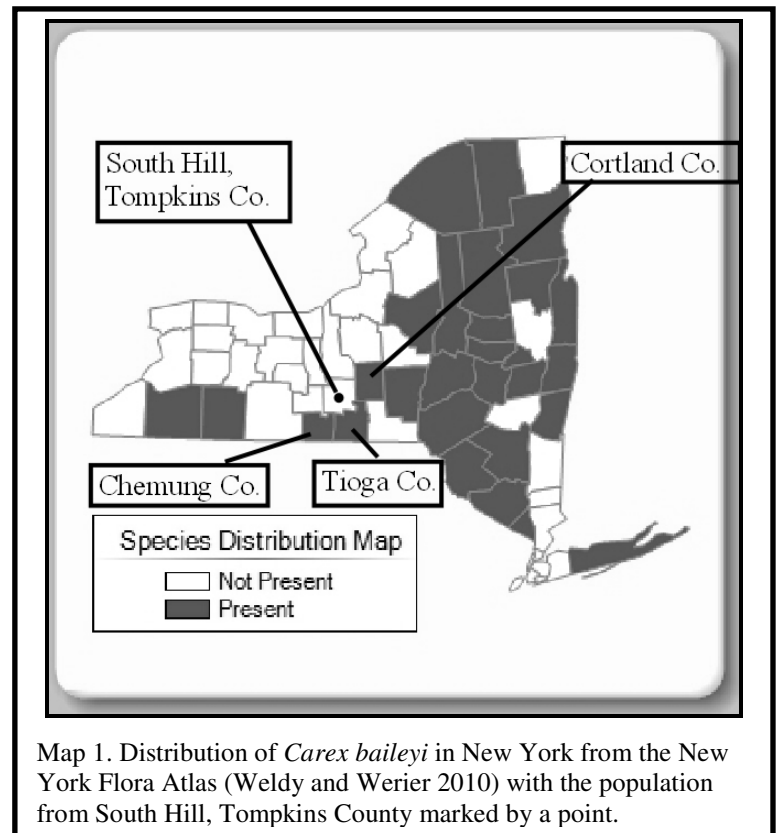 South Hill,
Tompkins Co.
Cortland Co.
Chemung Co.
Tioga Co.
Species Distribution Map
Not Present
Present
Map 1. Distribution of Carex baileyi in New York from the New
York Flora Atlas (Weldy and Werier 2010) with the population
from South Hill, Tompkins County marked by a point.